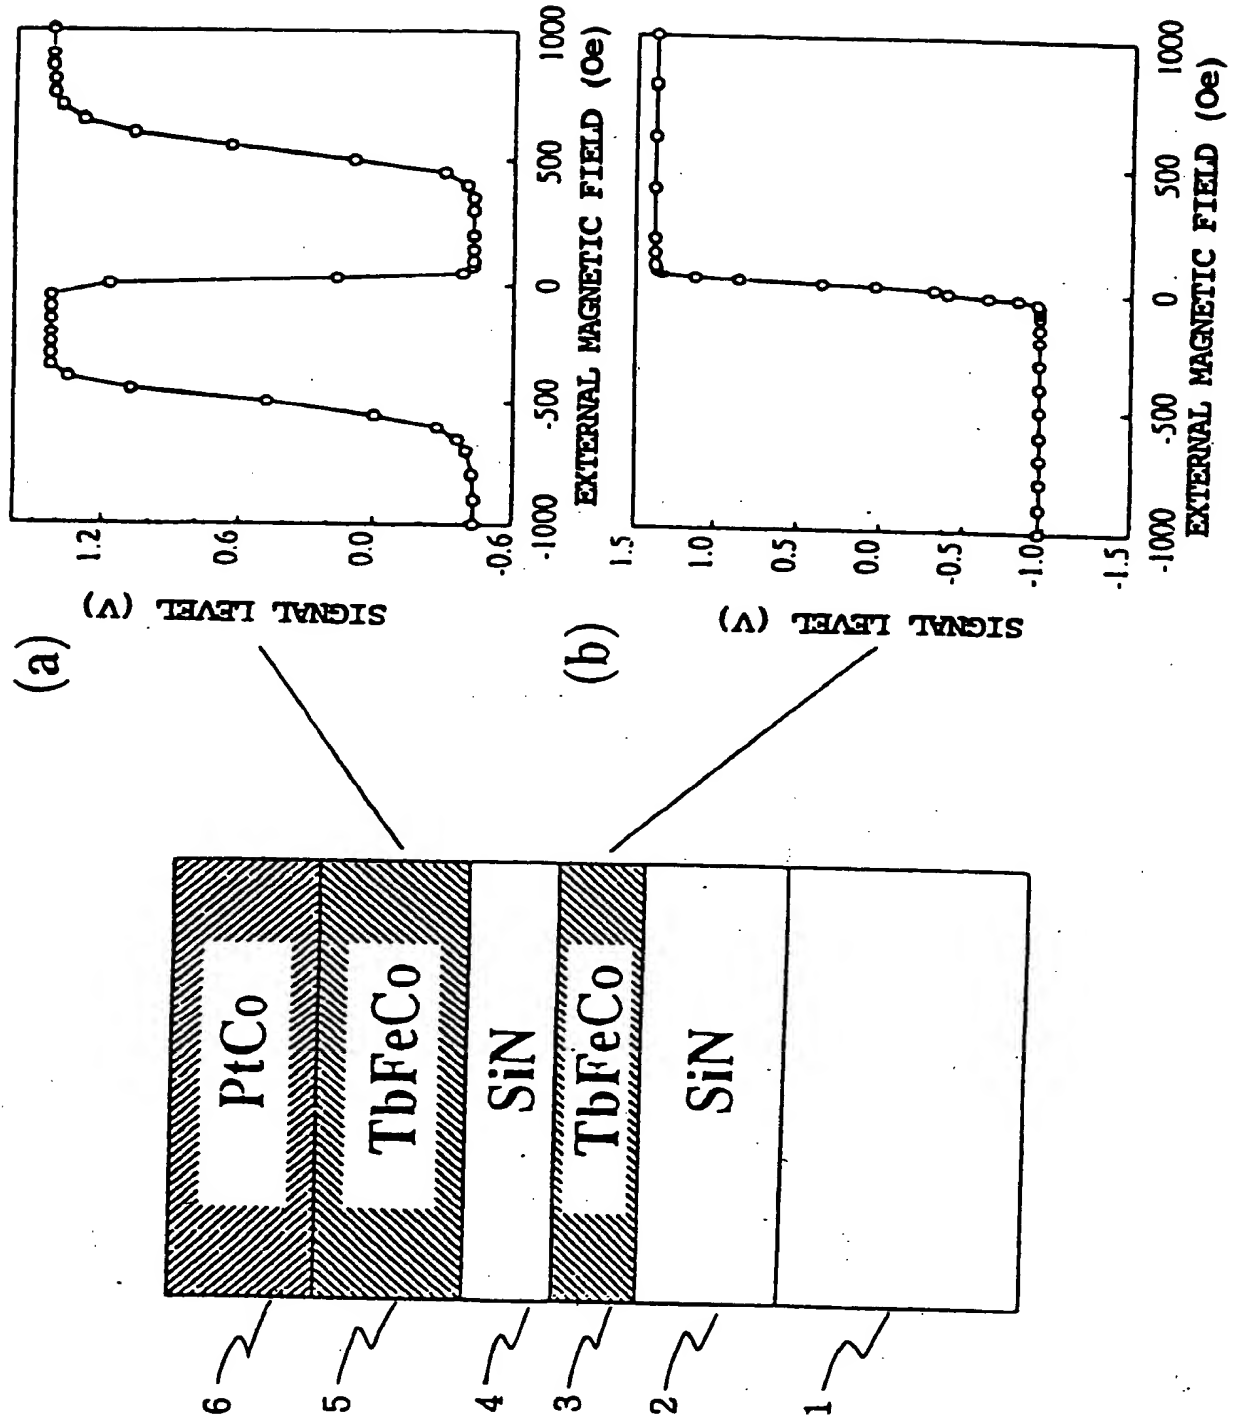 (a)
SIGNAL LEVEL (V)
1.2
0.6
0.0
-0.6
-1000
-500
0
500
1000
EXTERNAL MAGNETIC FIELD (Oe)
(b)
SIGNAL LEVEL (V)
1.5
1.0
0.5
0.0
-0.5
-1.0
-1.5
-1000
-500
0
500
1000
EXTERNAL MAGNETIC FIELD (Oe)
6
PtCo
5
TbFeCo
4
SiN
3
TbFeCo
2
SiN
1